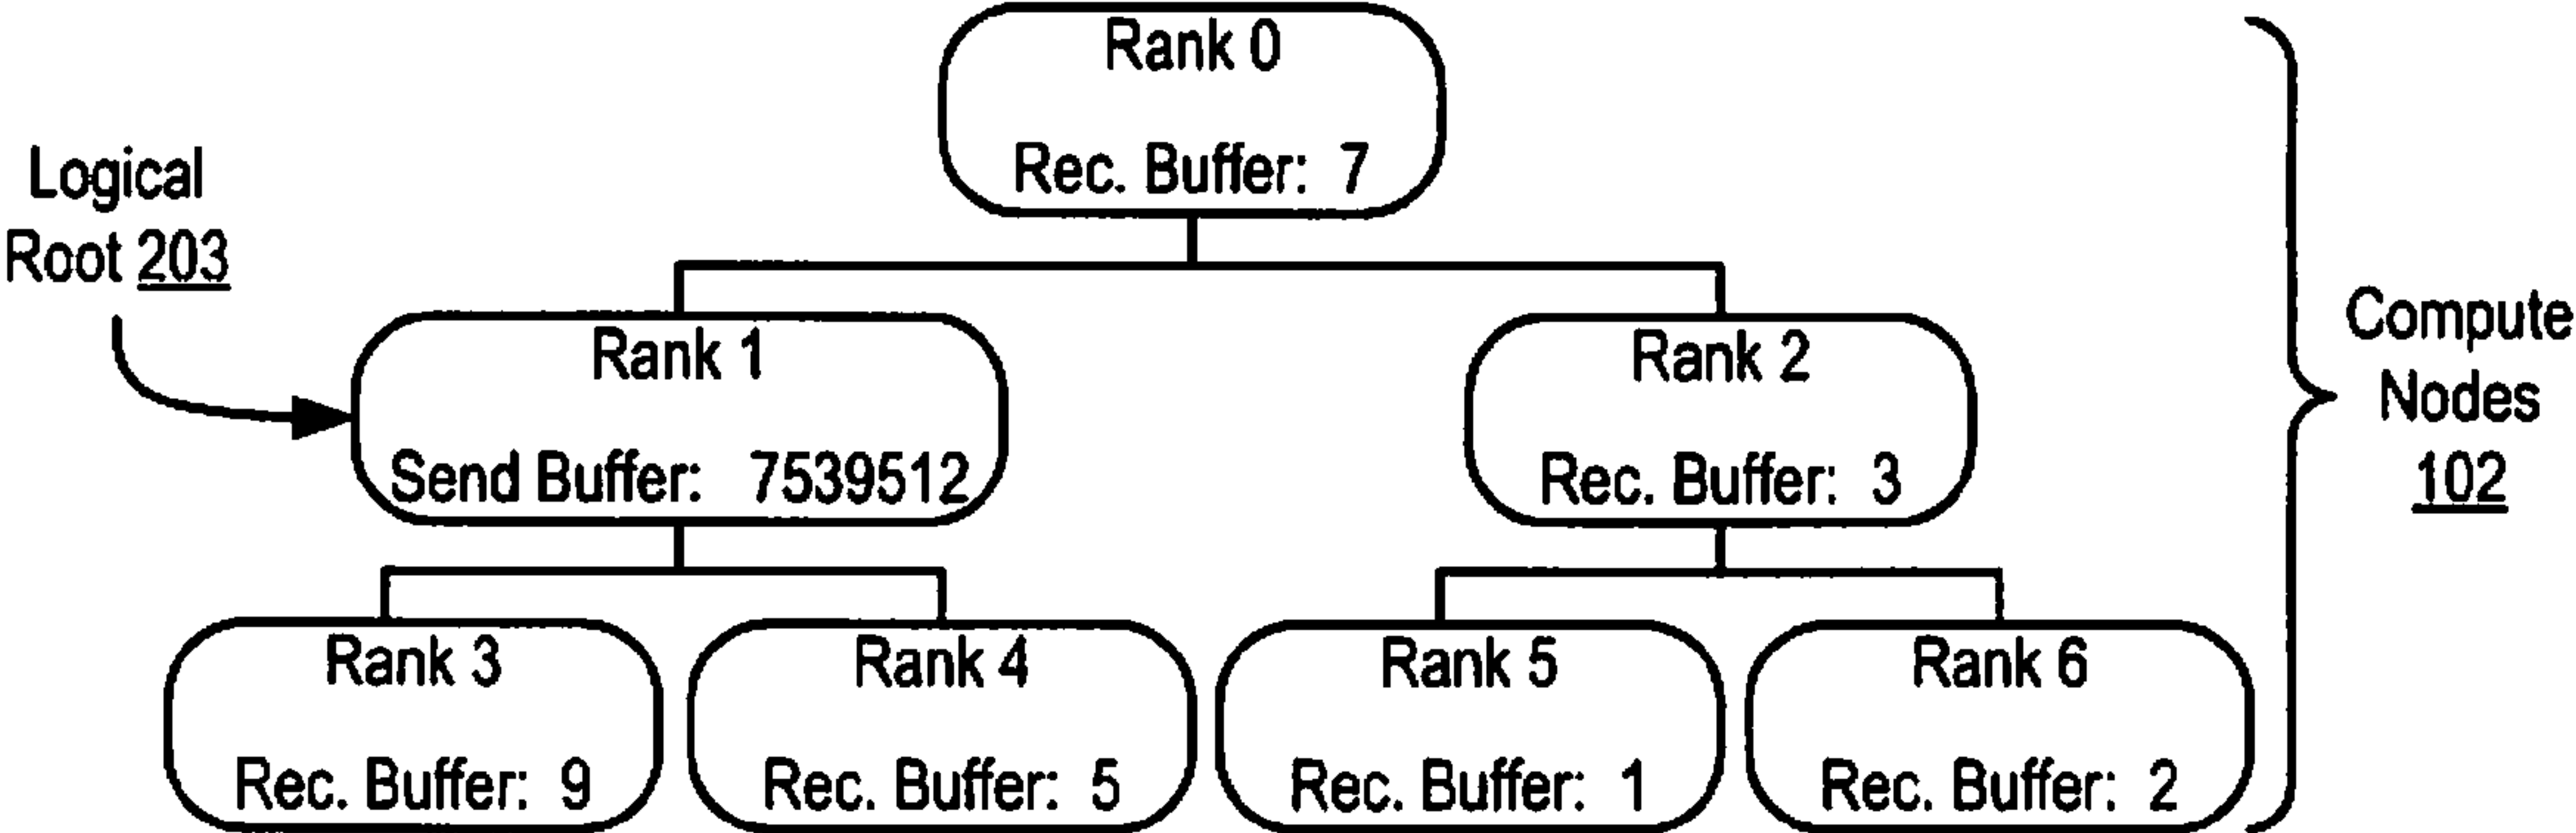 Rank 0
Rec. Buffer: 7
Logical
Root 203
Rank 1
Send Buffer: 7539512
Rank 2
Rec. Buffer: 3
Compute
Nodes
102
Rank 3
Rec. Buffer: 9
Rank 4
Rec. Buffer: 5
Rank 5
Rec. Buffer: 1
Rank 6
Rec. Buffer: 2